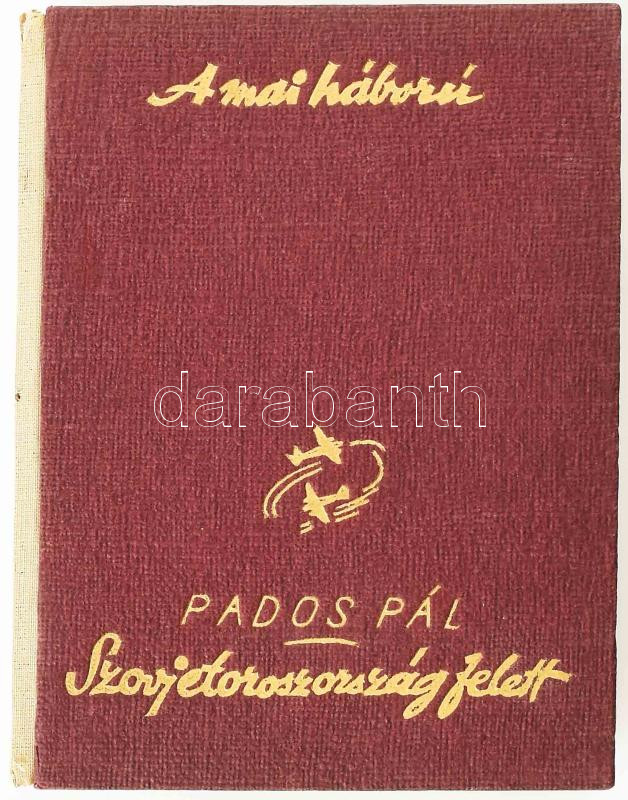 A mai háború
darabanth
PADOS PÁL
Szovjetoroszország felett